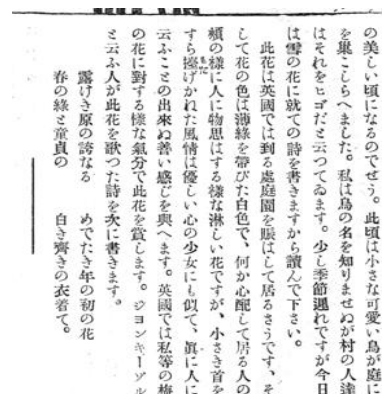 の美しい頃になるのでせう。此頃は小さな可愛い鳥が庭に
を巣こしらへました。私は鳥の名を知りませぬが村の人達
はそれをヒゴだと云つてゐます。少し季節遅れですが今日
は雪の花に就ての詩を書きますから讀んで下さい。
此花は英國では到る處庭園を賑はして居るさうです、そ
して花の色は薄綠を帶びた白色で、何か心配して居る人の
頰の樣に人に物思はする樣な淋しい花ですが、小さき首を
すら擡げかれた風情は優しい心の少女にも似て、眞に人に
云ふことの出來ぬ善い感じを與へます。英國では私等の梅
の花に對する樣な氣分で此花を賞します。ジヨンキーゾル
と云ふ人が此花を歌つた詩を次に書きます。
露けき原の誇なる　めでたき年の初の花
春の綠と童貞の　白き齊きの衣着て。